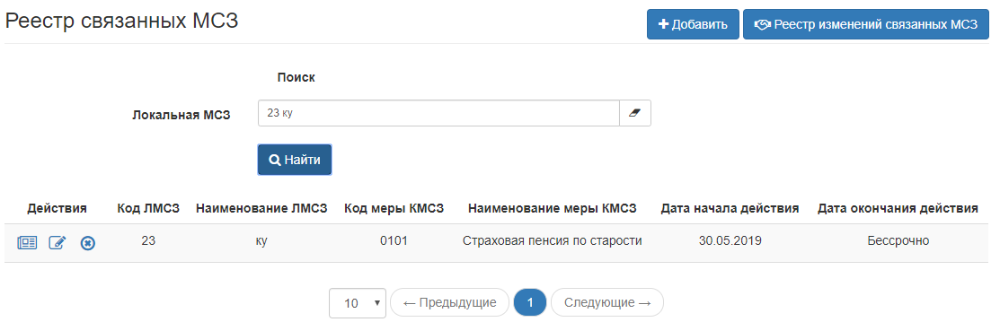 Реестр связанных МСЗ
Добавить
Реестр изменений связанных МСЗ
Поиск
Локальная МСЗ
23 ку
Найти
Действия Код ЛМСЗ Наименование ЛМСЗ Код меры КМСЗ Наименование меры КМСЗ Дата начала действия Дата окончания действия
23 ку 0101 Страховая пенсия по старости 30.05.2019 Бессрочно
10 ← Предыдущие 1 Следующие →